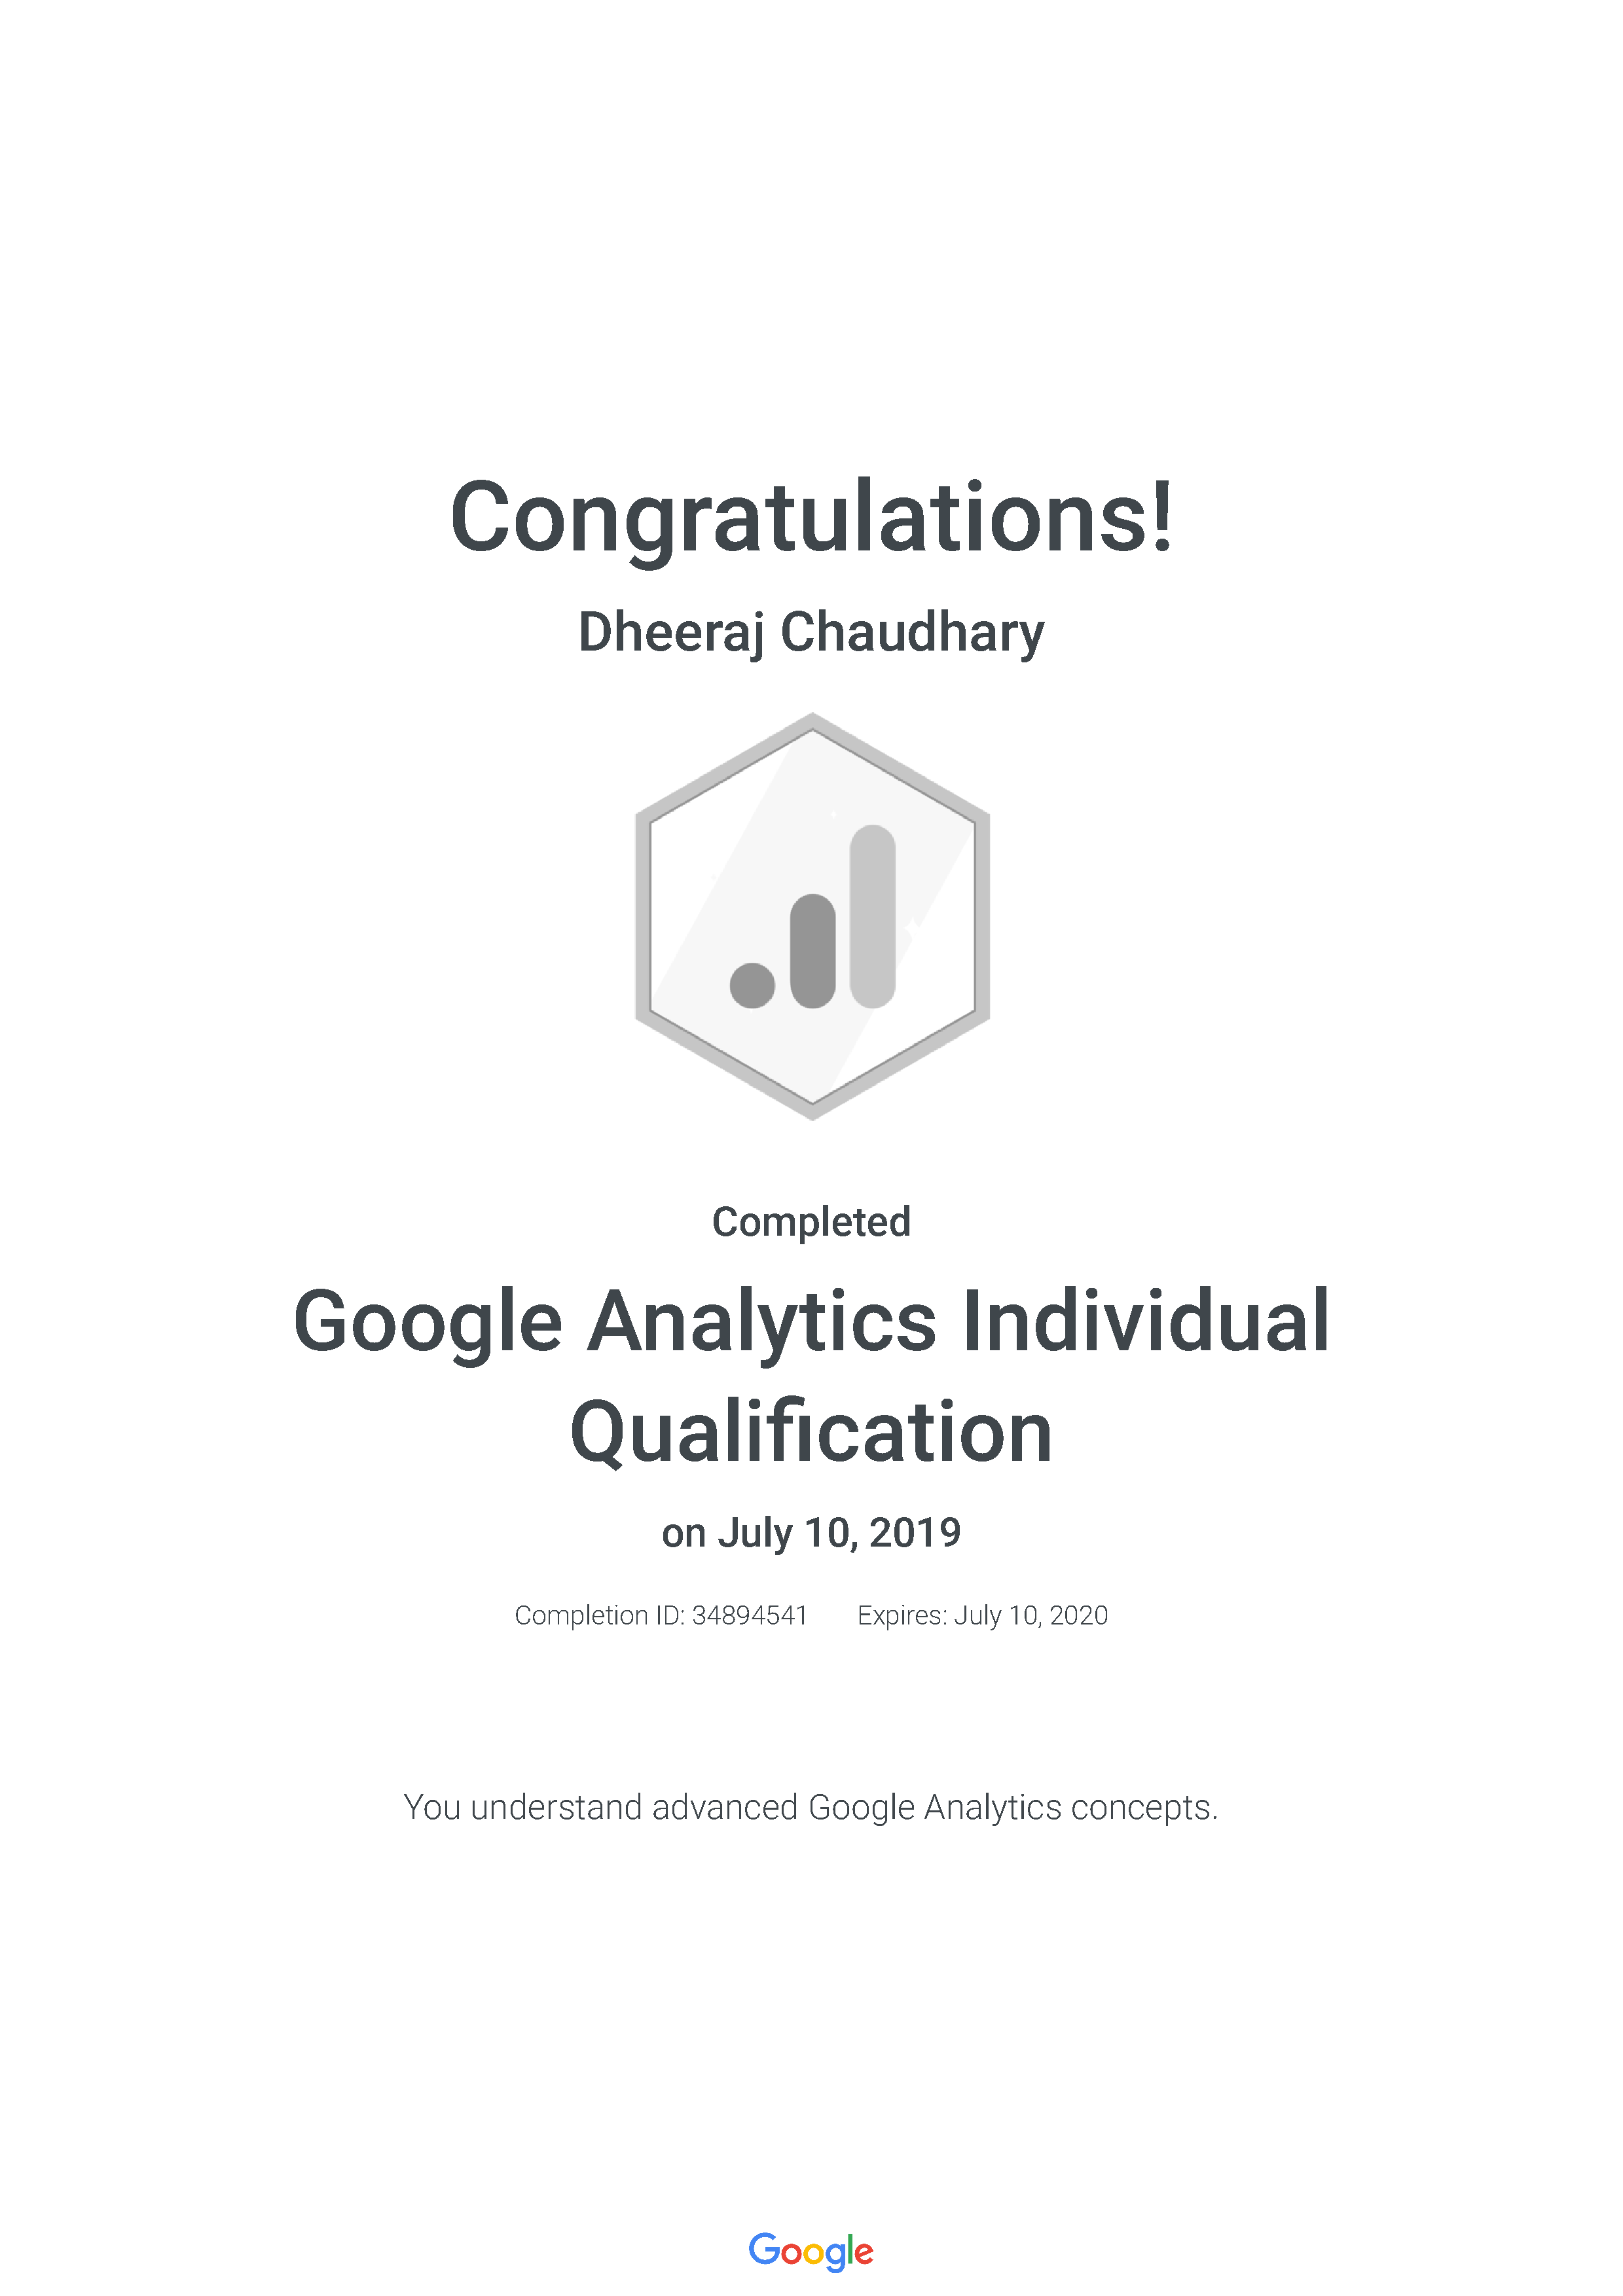 Congratulations!
Dheeraj Chaudhary
Completed
Google Analytics Individual
Qualification
on July 10, 2019
Completion ID: 34894541 Expires: July 10, 2020
You understand advanced Google Analytics concepts.
Google